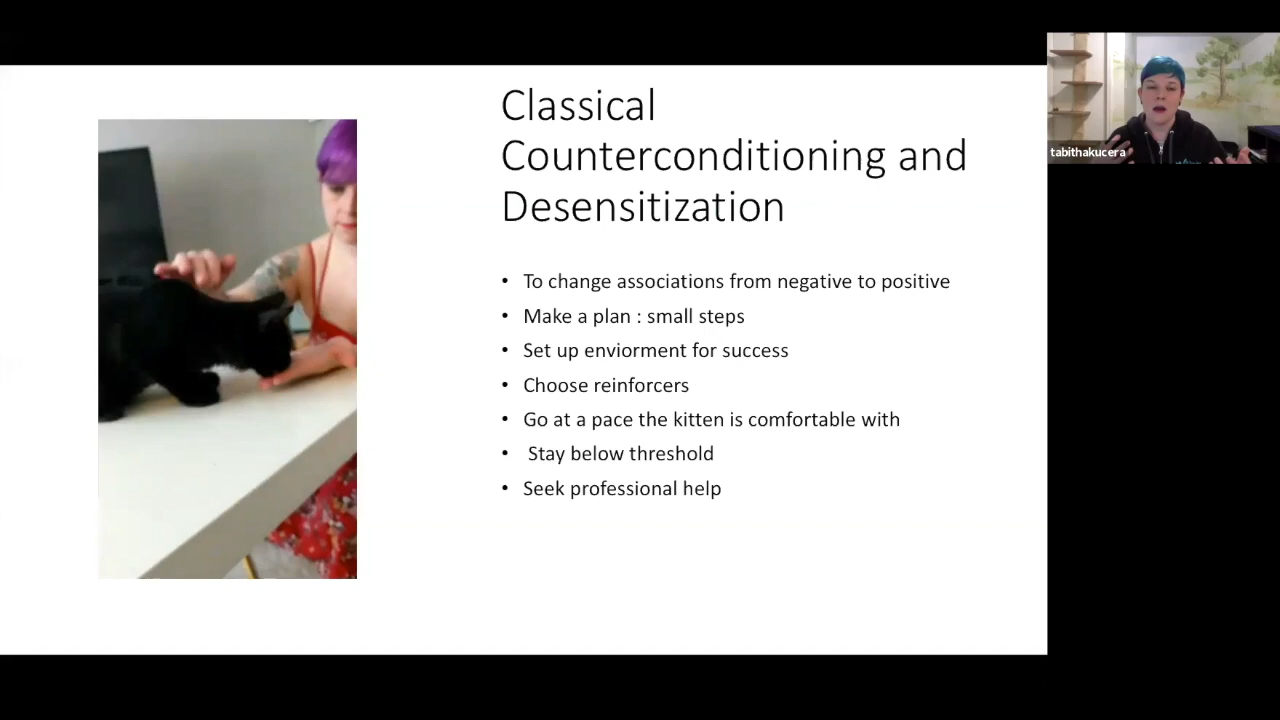 Classical
Counterconditioning and
Desensitization
• To change associations from negative to positive
• Make a plan : small steps
• Set up enviorment for success
• Choose reinforcers
• Go at a pace the kitten is comfortable with
• Stay below threshold
• Seek professional help
tabithakucera